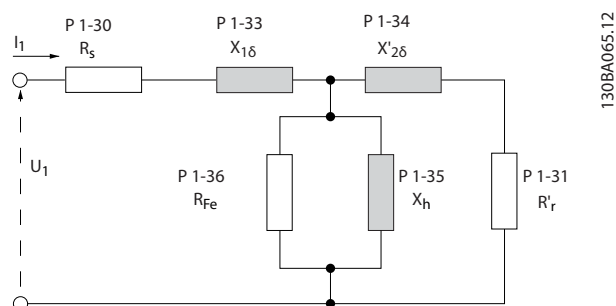 P 1-30
Rs
P 1-33
X1δ
P 1-34
X'2δ
I1
U1
P 1-36
RFe
P 1-35
Xh
P 1-31
R'r
130BA065.12